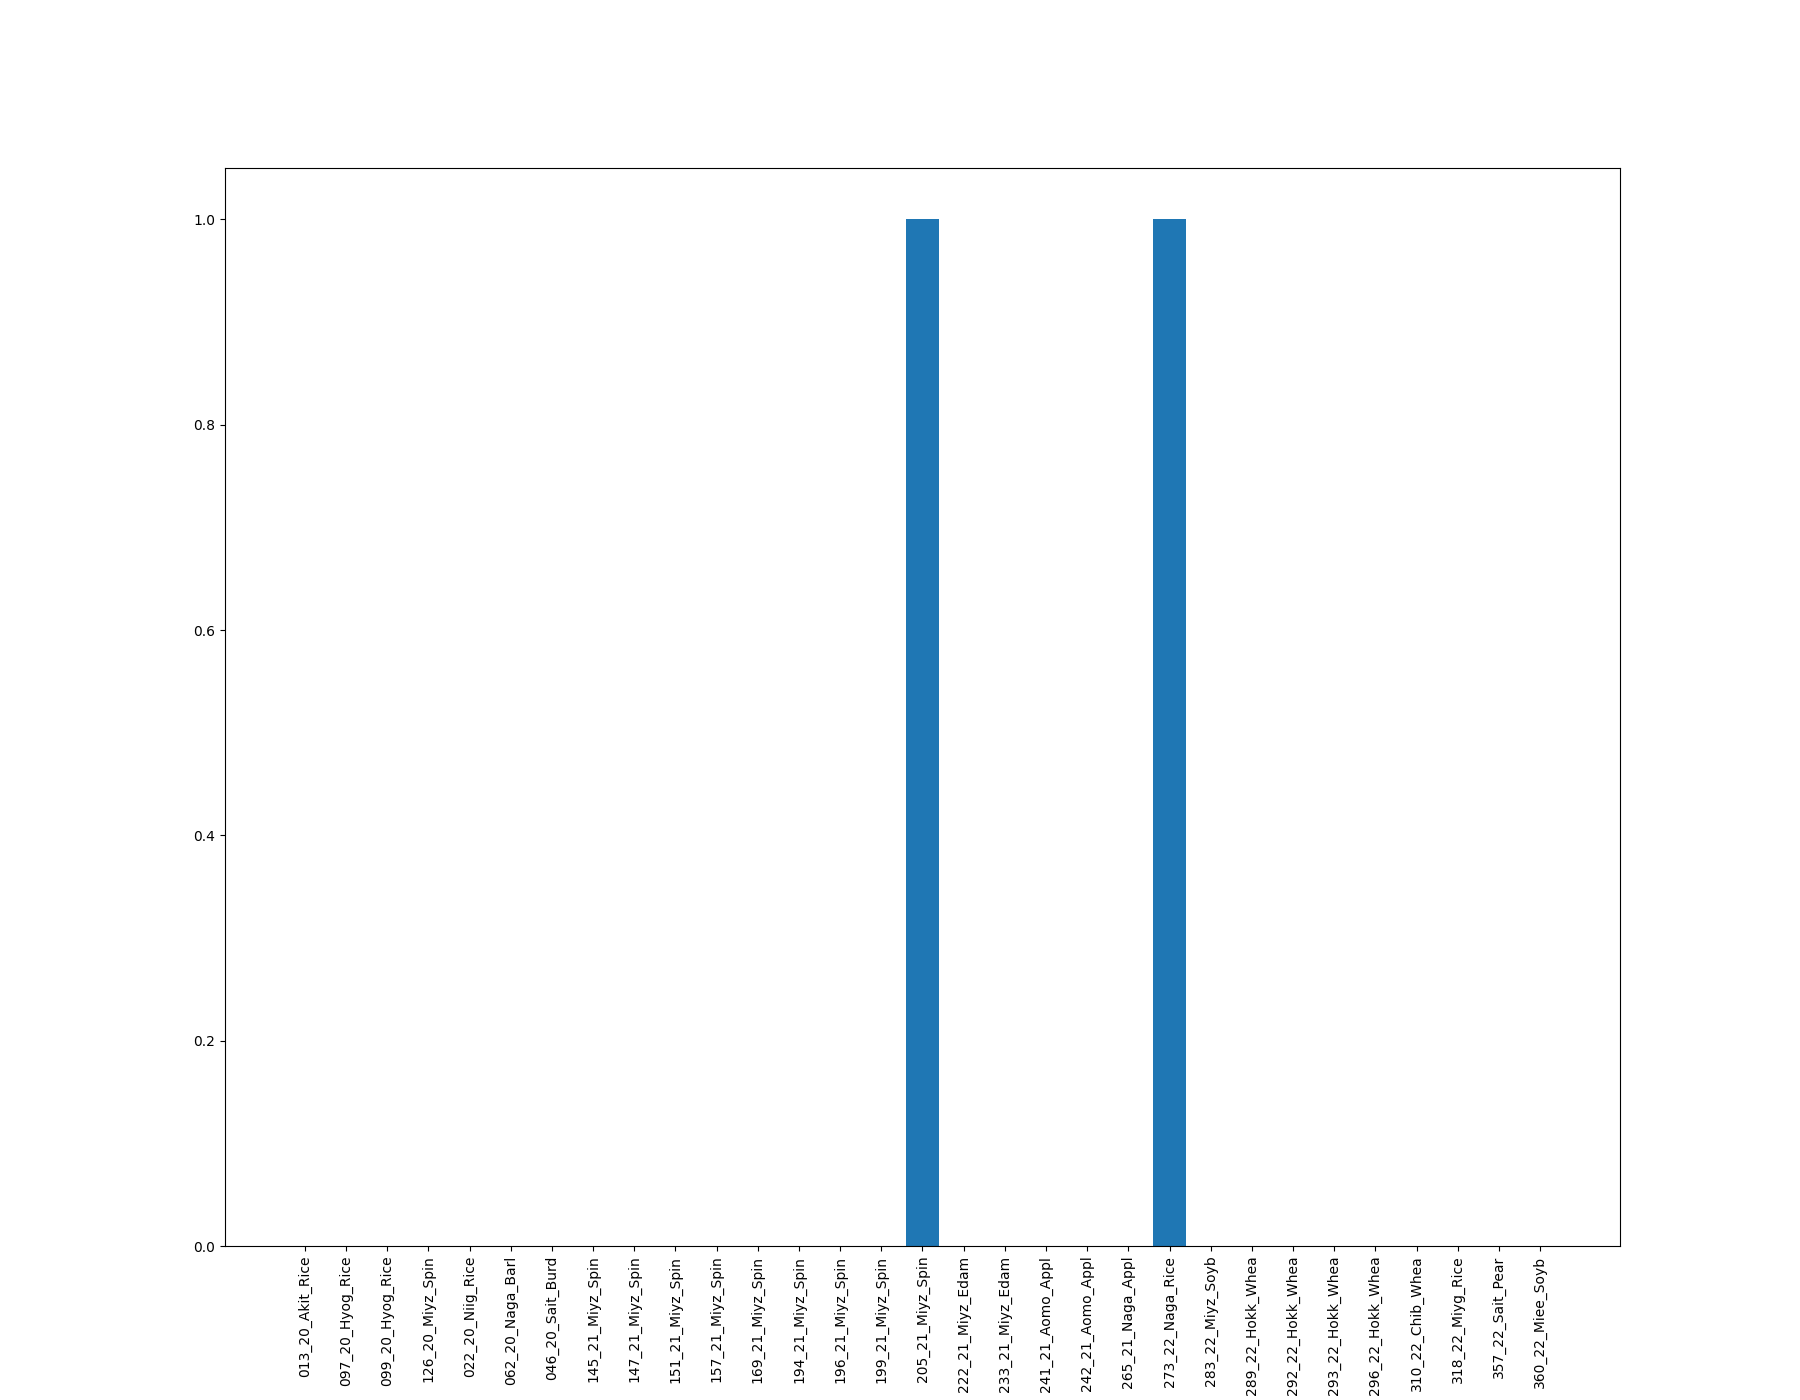 1.0
0.8
0.6
0.4
0.2
0.0
013_20_Akit_Rice
097_20_Hyog_Rice
099_20_Hyog_Rice
126_20_Miyz_Spin
022_20_Niig_Rice
062_20_Naga_Barl
046_20_Sait_Burd
145_21_Miyz_Spin
147_21_Miyz_Spin
151_21_Miyz_Spin
157_21_Miyz_Spin
169_21_Miyz_Spin
194_21_Miyz_Spin
196_21_Miyz_Spin
199_21_Miyz_Spin
205_21_Miyz_Spin
222_21_Miyz_Edam
233_21_Miyz_Edam
241_21_Aomo_Appl
242_21_Aomo_Appl
265_21_Naga_Appl
273_22_Naga_Rice
283_22_Miyz_Soyb
289_22_Hokk_Whea
292_22_Hokk_Whea
293_22_Hokk_Whea
296_22_Hokk_Whea
310_22_Chib_Whea
318_22_Miyg_Rice
357_22_Sait_Pear
360_22_Miee_Soyb